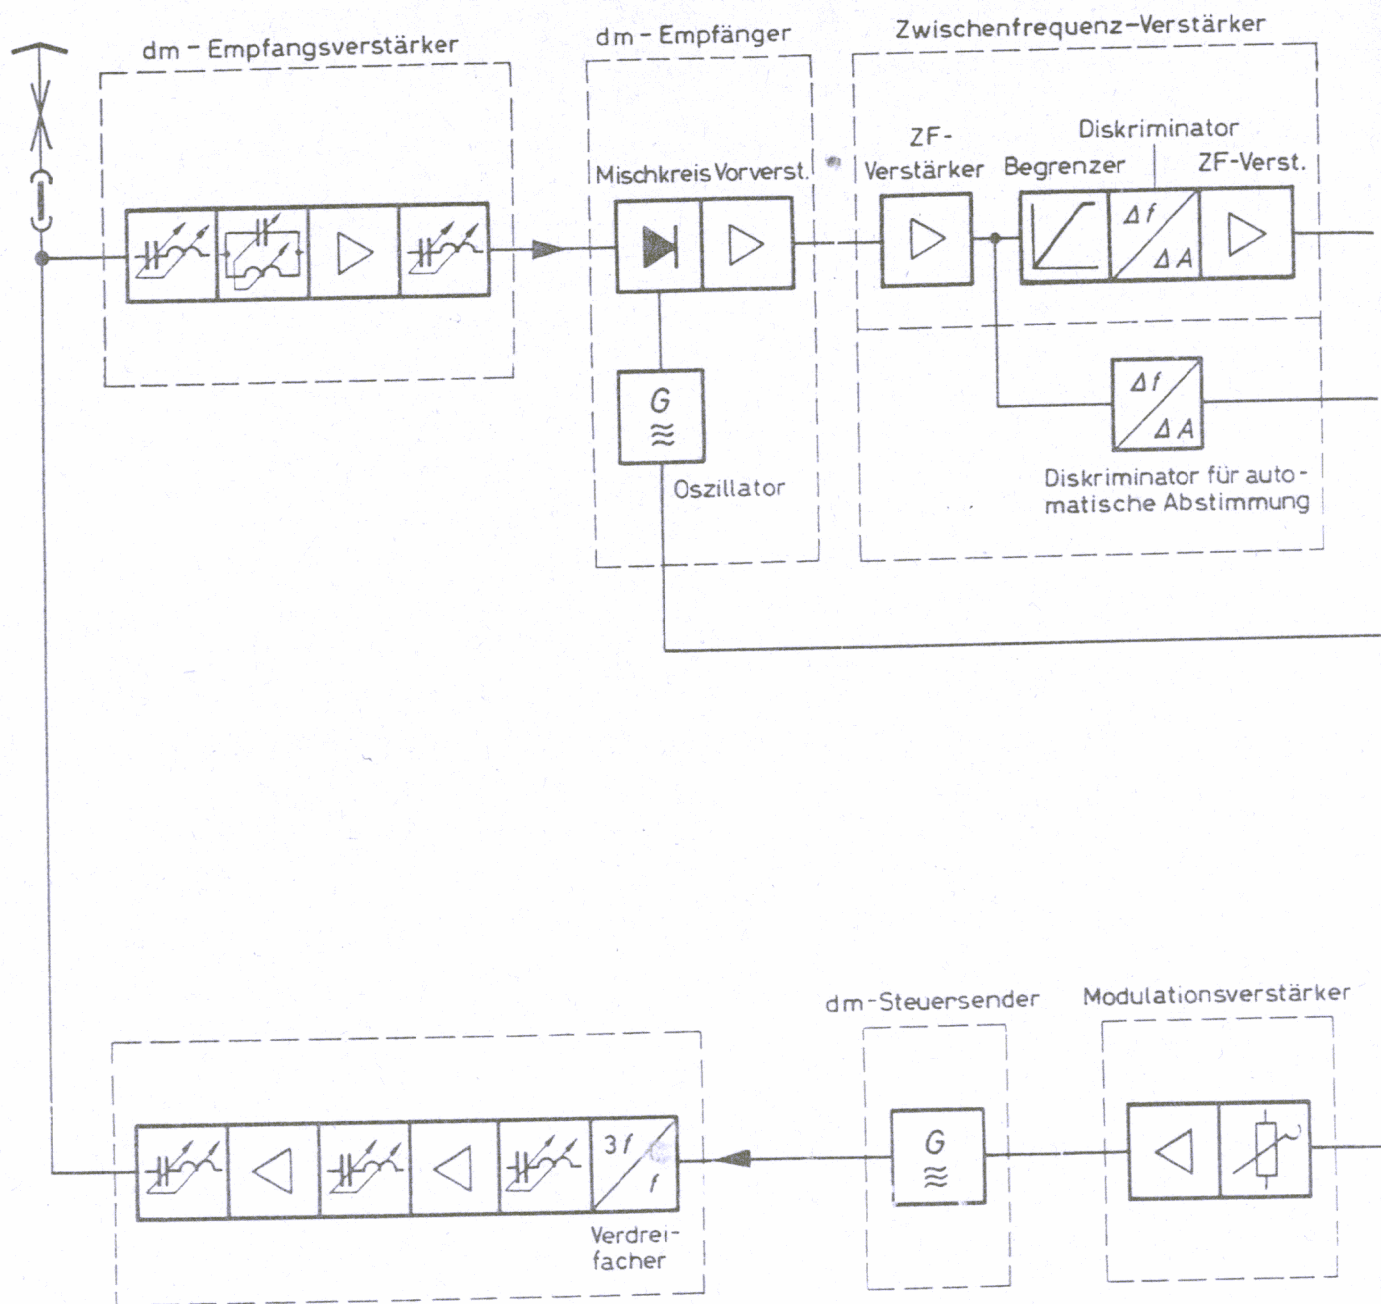 dm - Empfangsverstärker
dm - Empfänger
Zwischenfrequenz-Verstärker
Mischkreis Vorverst.
ZF-
Verstärker
Begrenzer
Diskriminator
ZF-Verst.
Δf
ΔA
G
Oszillator
Δf
ΔA
Diskriminator für auto-
matische Abstimmung
dm-Steuersender
Modulationsverstärker
3f
f
Verdrei-
facher
G